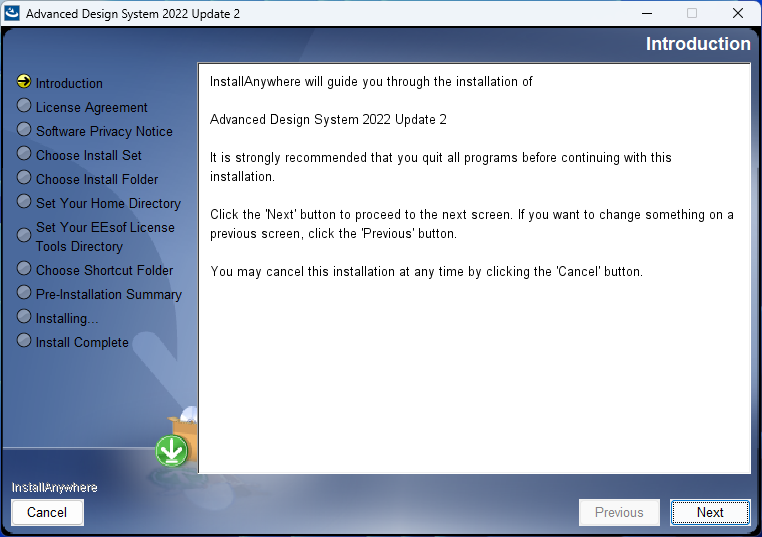 Advanced Design System 2022 Update 2
Introduction
Introduction
License Agreement
Software Privacy Notice
Choose Install Set
Choose Install Folder
Set Your Home Directory
Set Your EEsof License
Tools Directory
Choose Shortcut Folder
Pre-Installation Summary
Installing...
Install Complete
InstallAnywhere will guide you through the installation of
Advanced Design System 2022 Update 2
It is strongly recommended that you quit all programs before continuing with this
installation.
Click the 'Next' button to proceed to the next screen. If you want to change something on a
previous screen, click the 'Previous' button.
You may cancel this installation at any time by clicking the 'Cancel' button.
InstallAnywhere
Cancel
Previous
Next